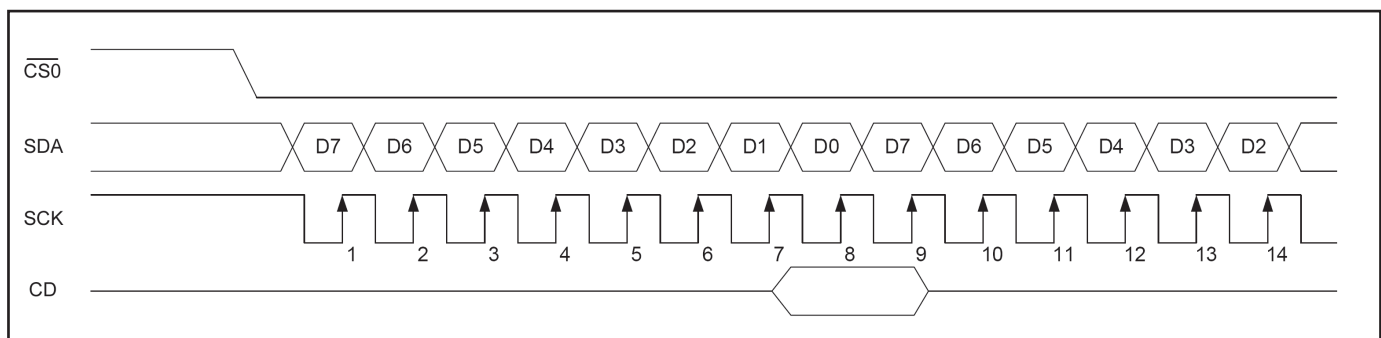 CS0
SDA D7 D6 D5 D4 D3 D2 D1 D0 D7 D6 D5 D4 D3 D2
SCK
1 2 3 4 5 6 7 8 9 10 11 12 13 14
CD